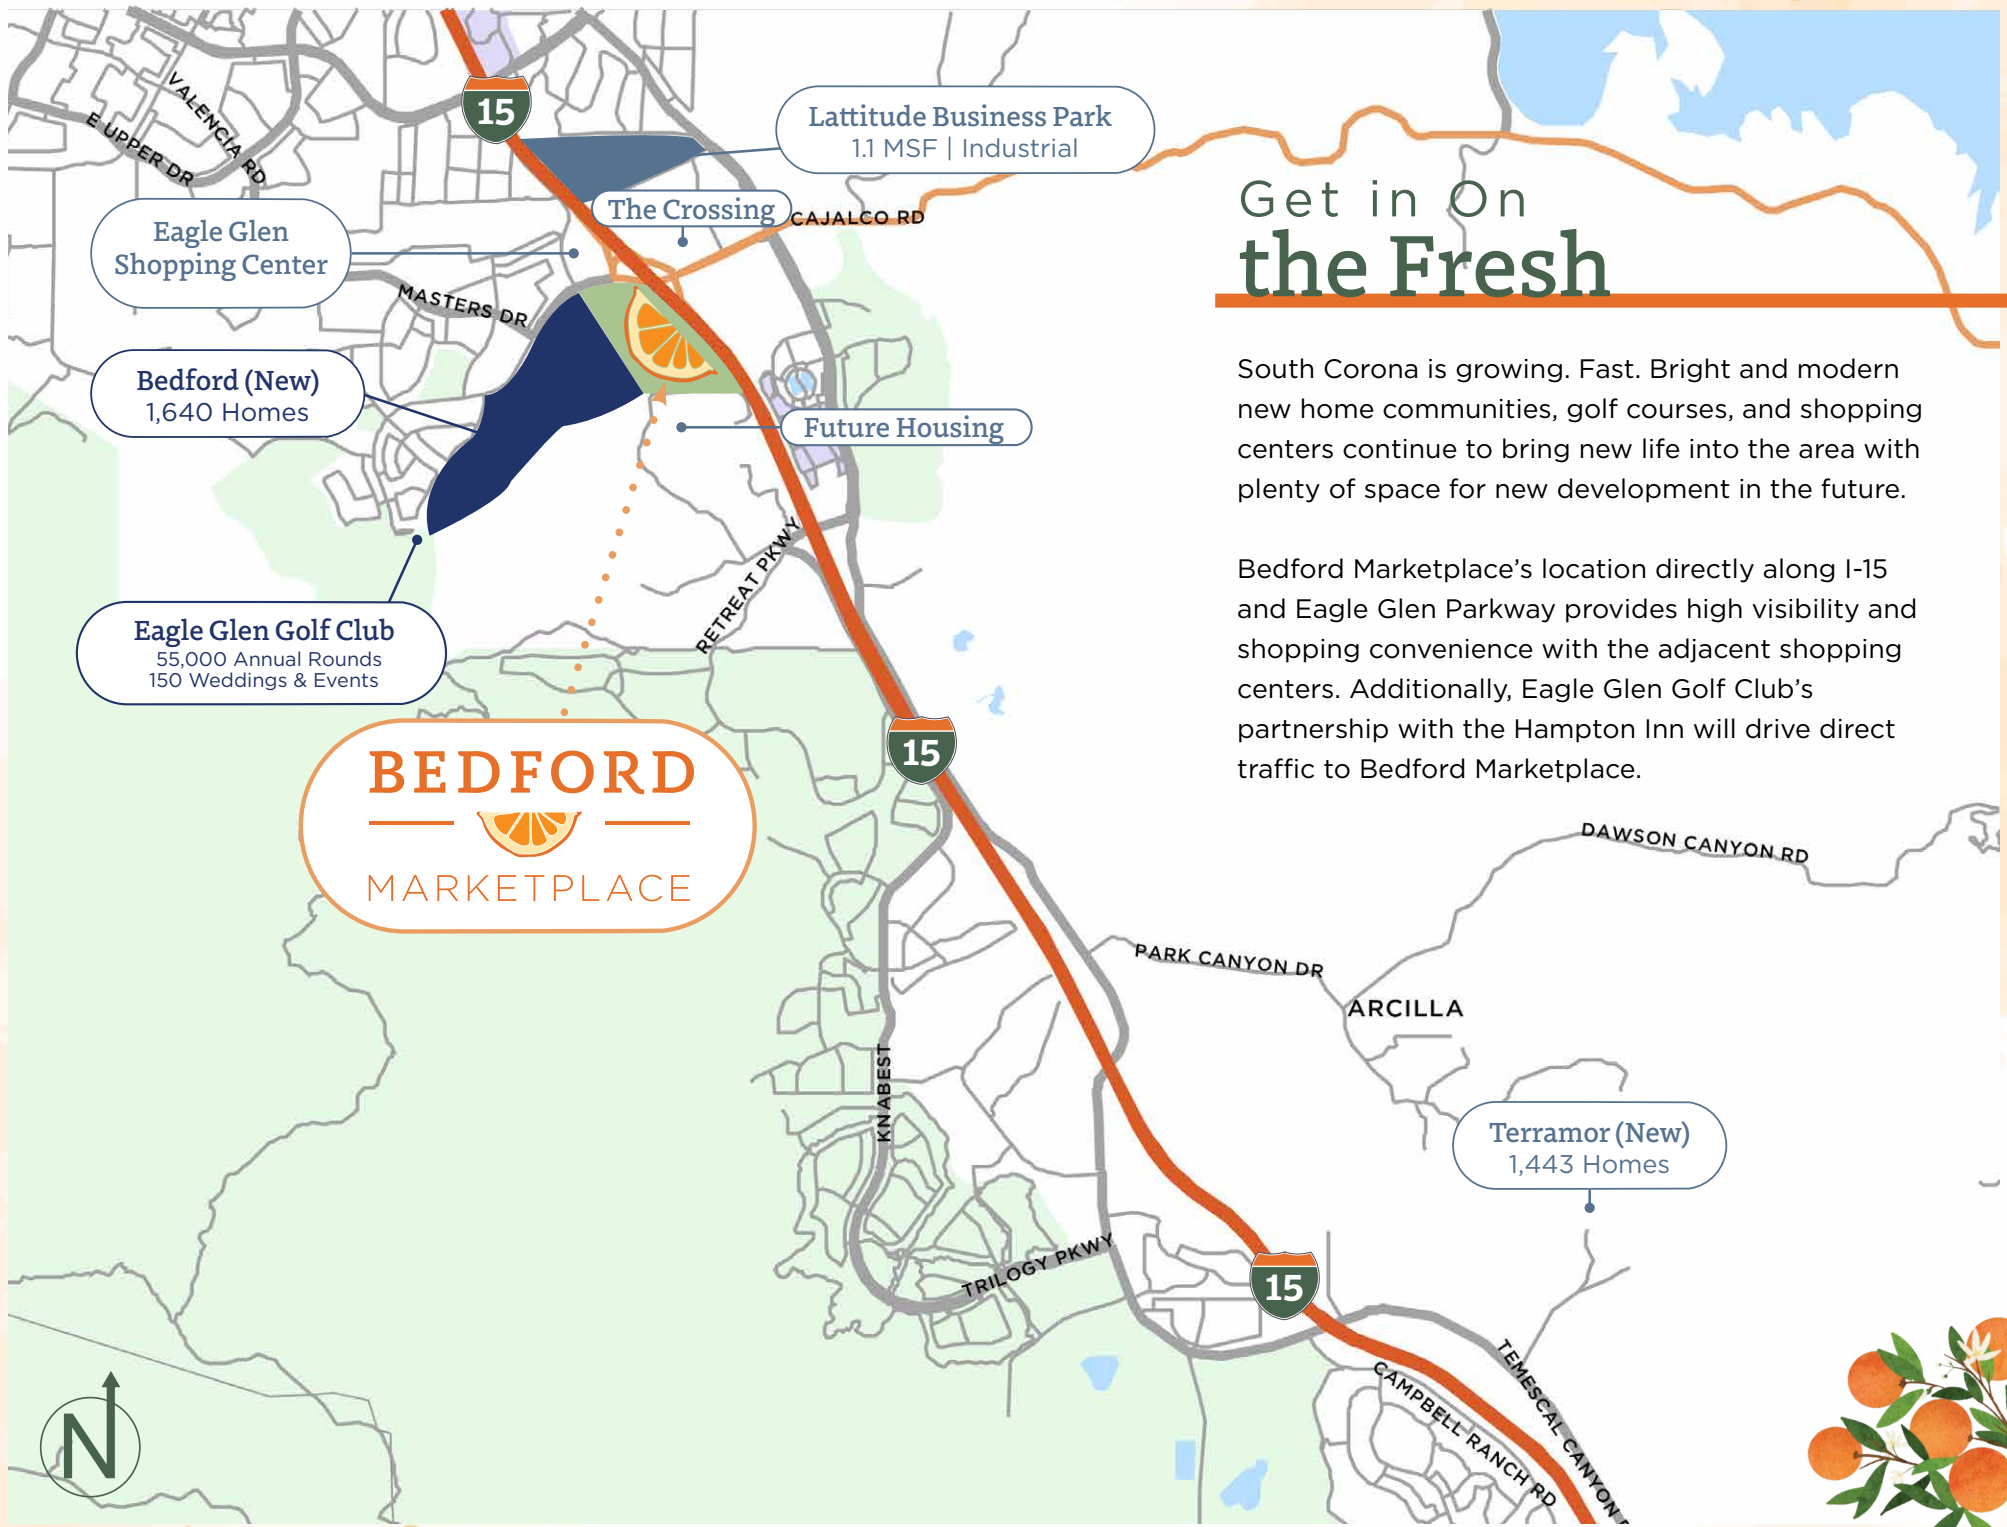 15
VALENCIA RD
E UPPER DR
Lattitude Business Park
1.1 MSF | Industrial
The Crossing
CAJALCO RD
Eagle Glen
Shopping Center
MASTERS DR
Bedford (New)
1,640 Homes
Future Housing
RETREAT PKWY
Eagle Glen Golf Club
55,000 Annual Rounds
150 Weddings & Events
BEDFORD
MARKETPLACE
15
Get in On
the Fresh
South Corona is growing. Fast. Bright and modern
new home communities, golf courses, and shopping
centers continue to bring new life into the area with
plenty of space for new development in the future.
Bedford Marketplace’s location directly along I-15
and Eagle Glen Parkway provides high visibility and
shopping convenience with the adjacent shopping
centers. Additionally, Eagle Glen Golf Club’s
partnership with the Hampton Inn will drive direct
traffic to Bedford Marketplace.
DAWSON CANYON RD
PARK CANYON DR
ARCILLA
KNABEST
Terramor (New)
1,443 Homes
TRILOGY PKWY
15
TEMESCAL CANYON
CAMPBELL RANCH RD
N